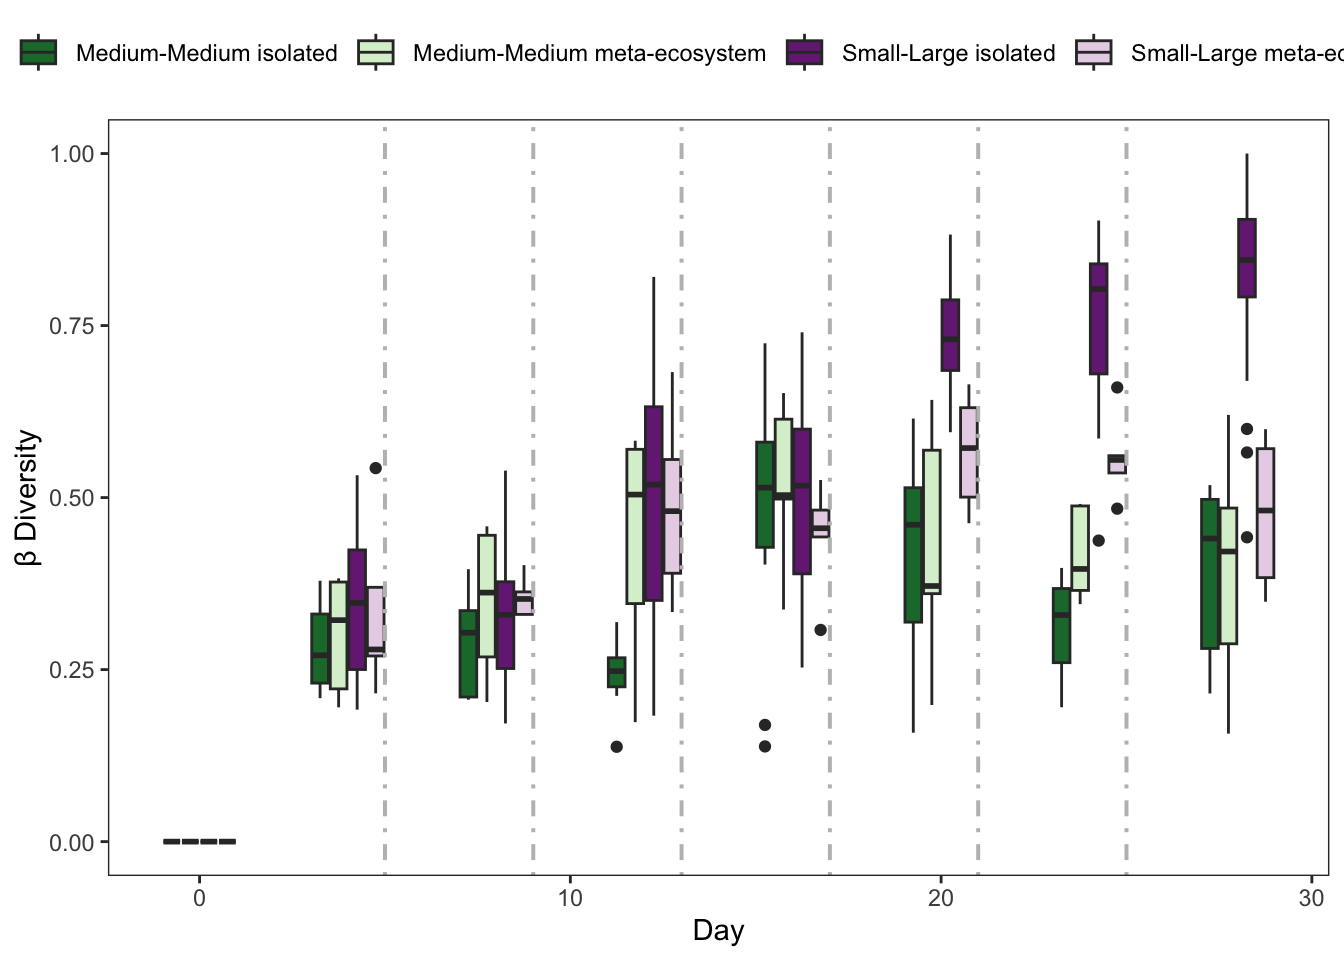 Medium-Medium isolated Medium-Medium meta-ecosystem Small-Large isolated Small-Large meta-ec
1.00
0.75
0.50
0.25
0.00
β Diversity
0 10 20 30
Day